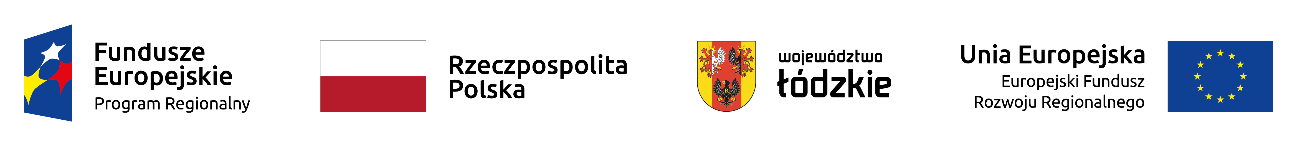 Fundusze
Europejskie
Program Regionalny
Rzeczpospolita
Polska
województwo
łódzkie
Unia Europejska
Europejski Fundusz
Rozwoju Regionalnego